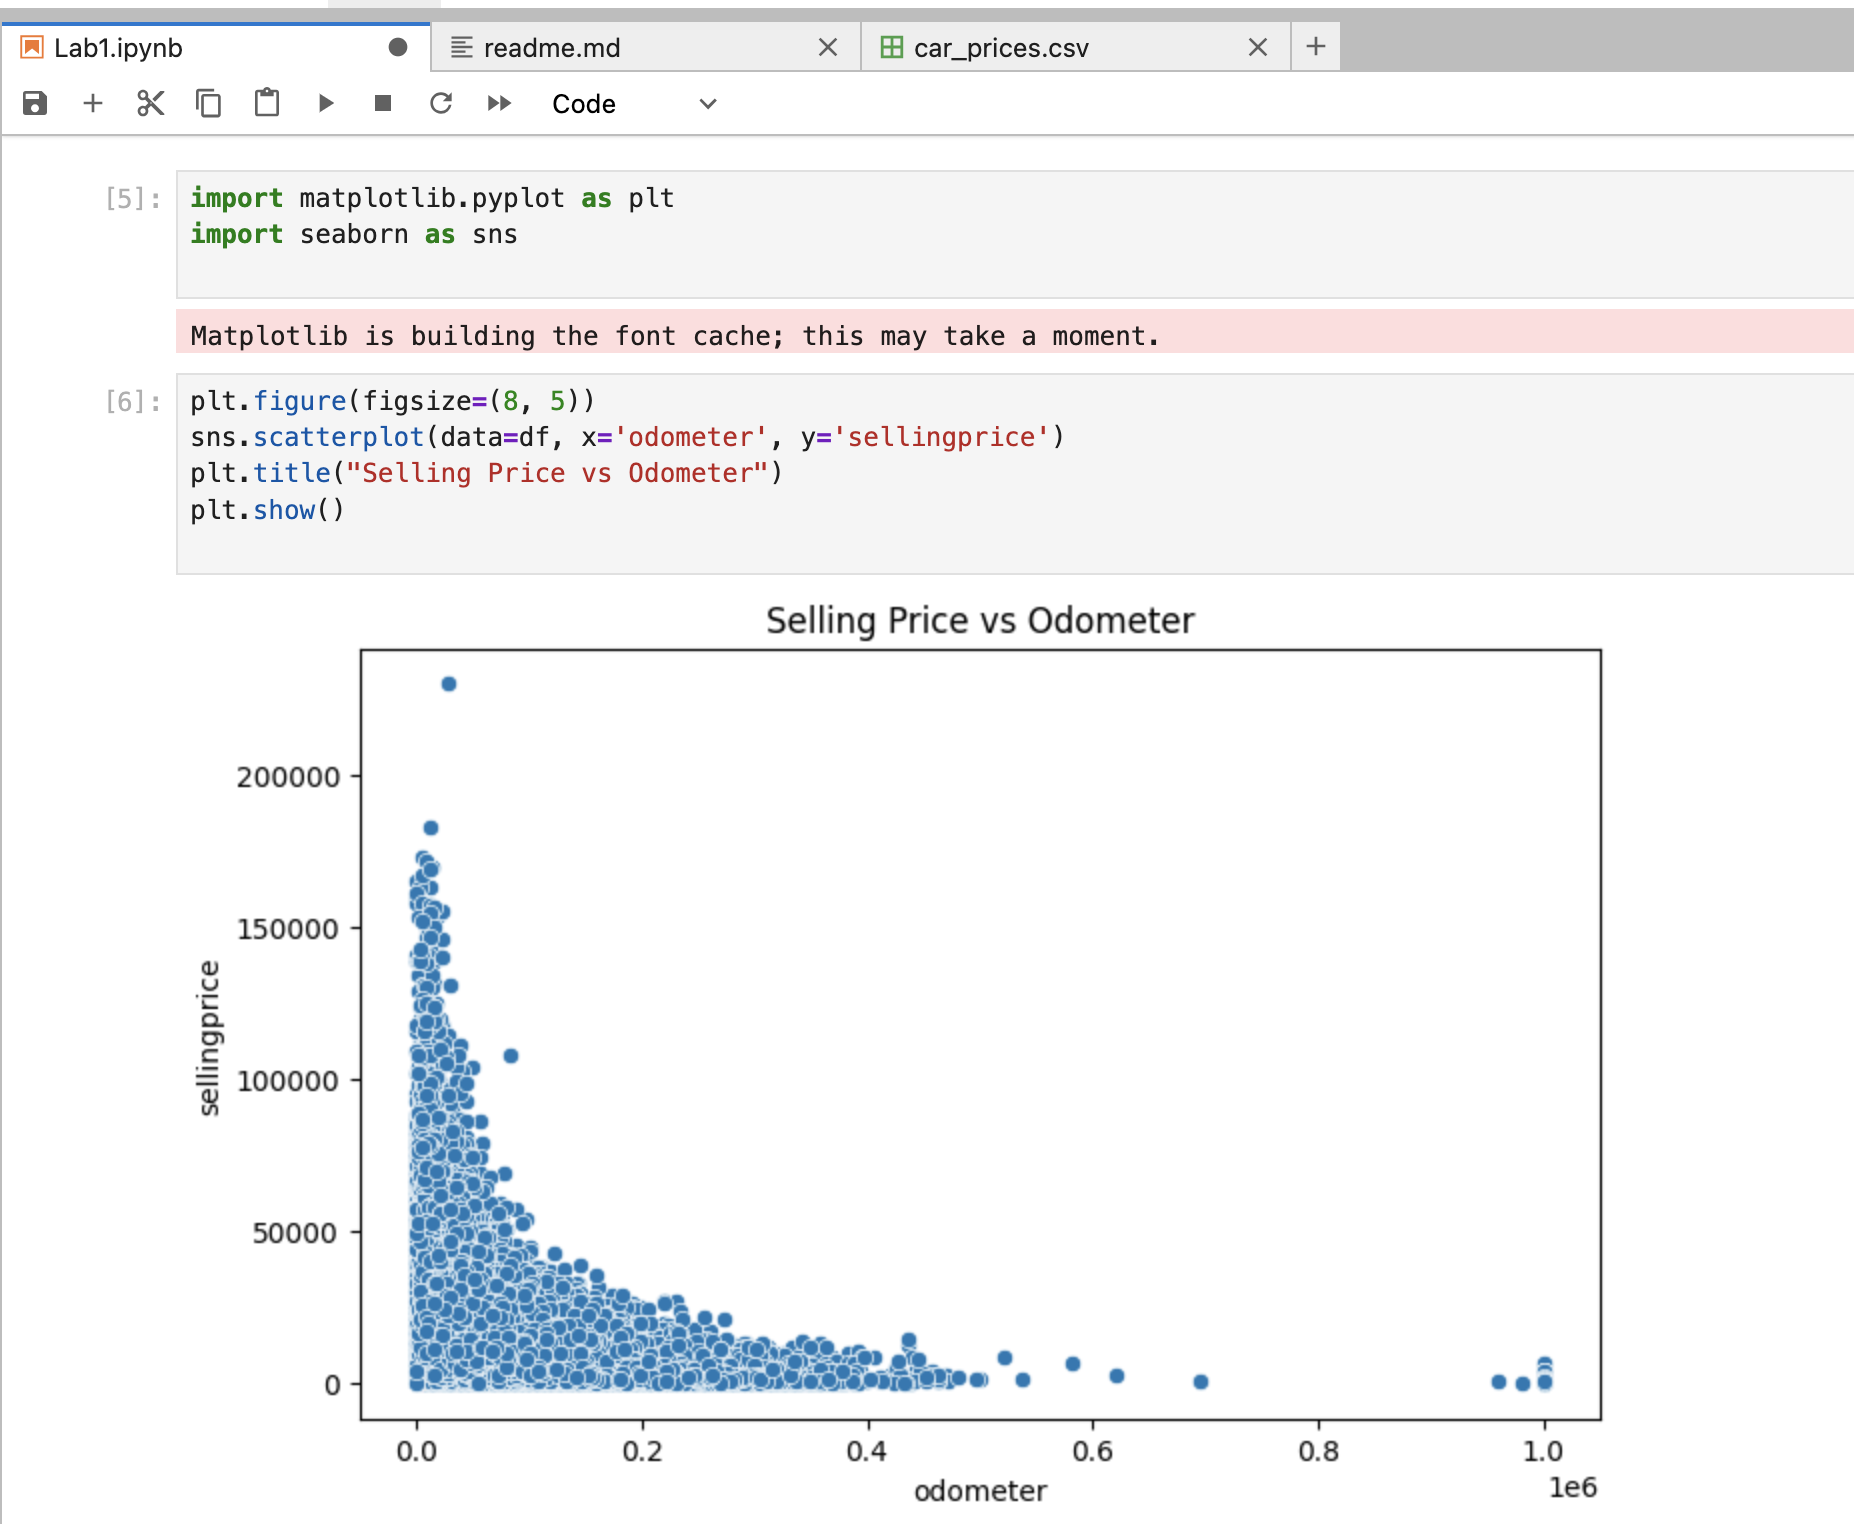 Lab1.ipynb
readme.md
car_prices.csv
Code
[5]:
import matplotlib.pyplot as plt
import seaborn as sns
Matplotlib is building the font cache; this may take a moment.
[6]:
plt.figure(figsize=(8, 5))
sns.scatterplot(data=df, x='odometer', y='sellingprice')
plt.title("Selling Price vs Odometer")
plt.show()
Selling Price vs Odometer
200000
150000
100000
50000
0
sellingprice
0.0 0.2 0.4 0.6 0.8 1.0
1e6
odometer